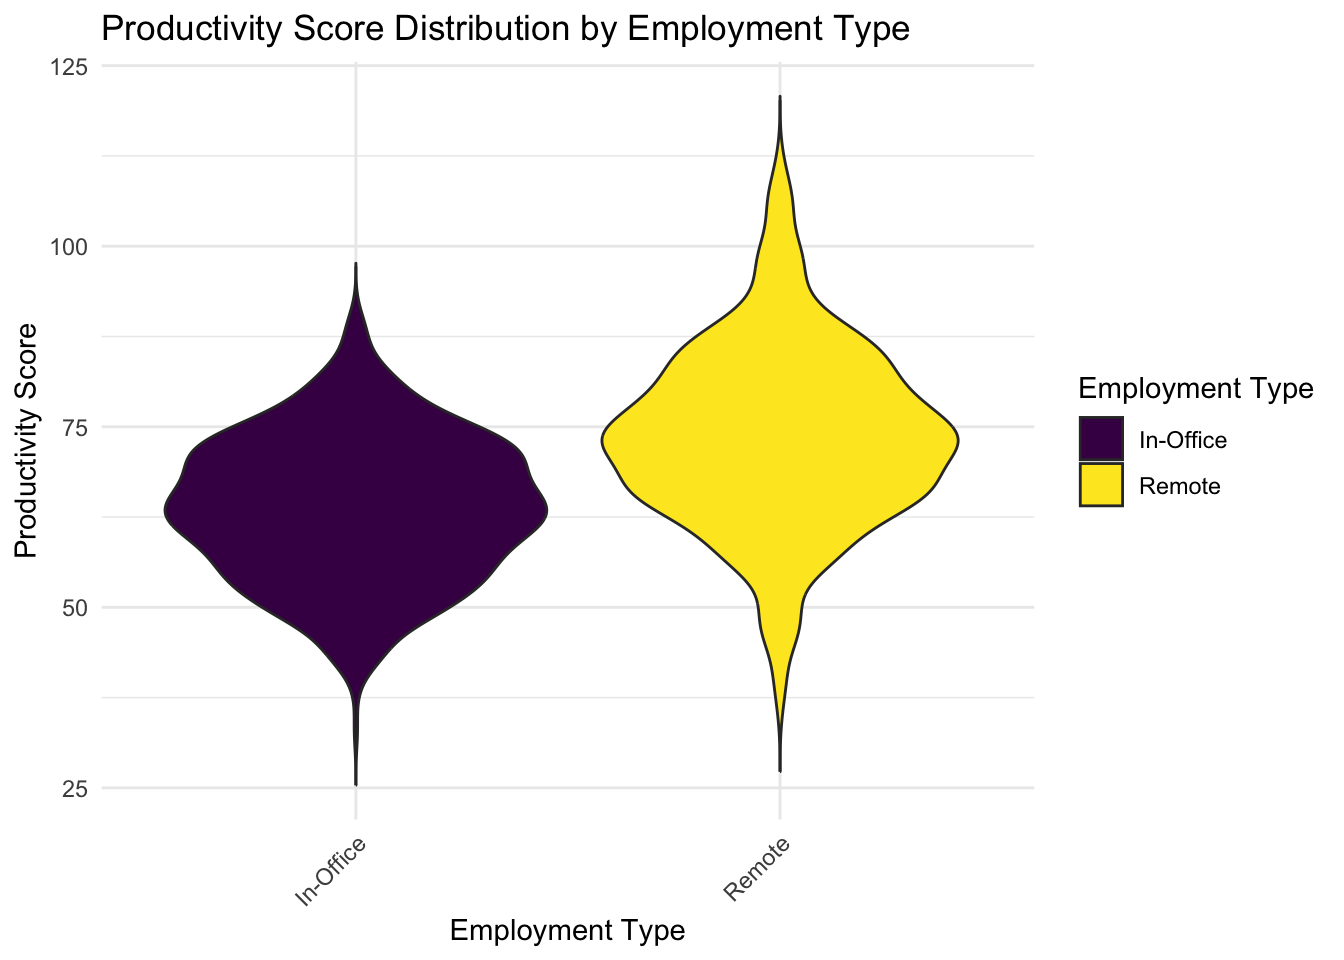 Productivity Score Distribution by Employment Type
125
100
75
50
25
Productivity Score
In-Office
Remote
Employment Type
Employment Type
In-Office
Remote